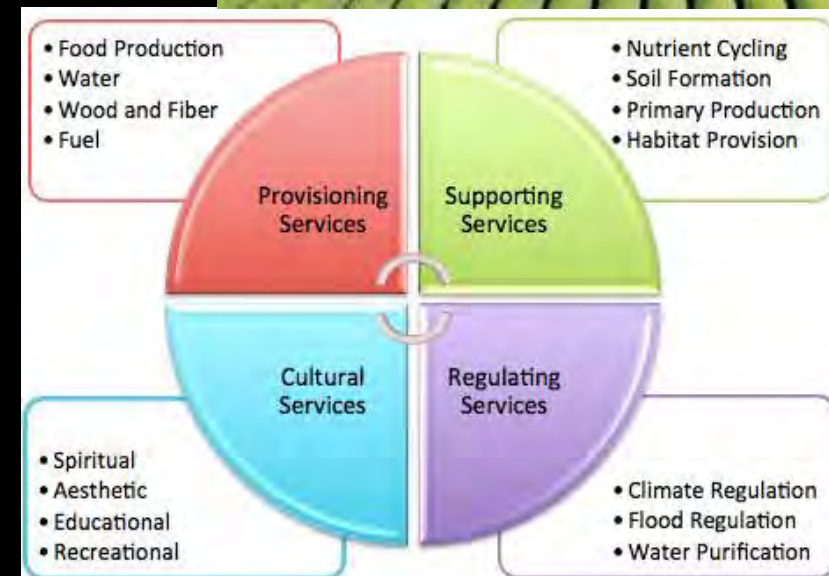 • Food Production
• Water
• Wood and Fiber
• Fuel
• Nutrient Cycling
• Soil Formation
• Primary Production
• Habitat Provision
Provisioning
Services
Supporting
Services
Cultural
Services
Regulating
Services
• Spiritual
• Aesthetic
• Educational
• Recreational
• Climate Regulation
• Flood Regulation
• Water Purification